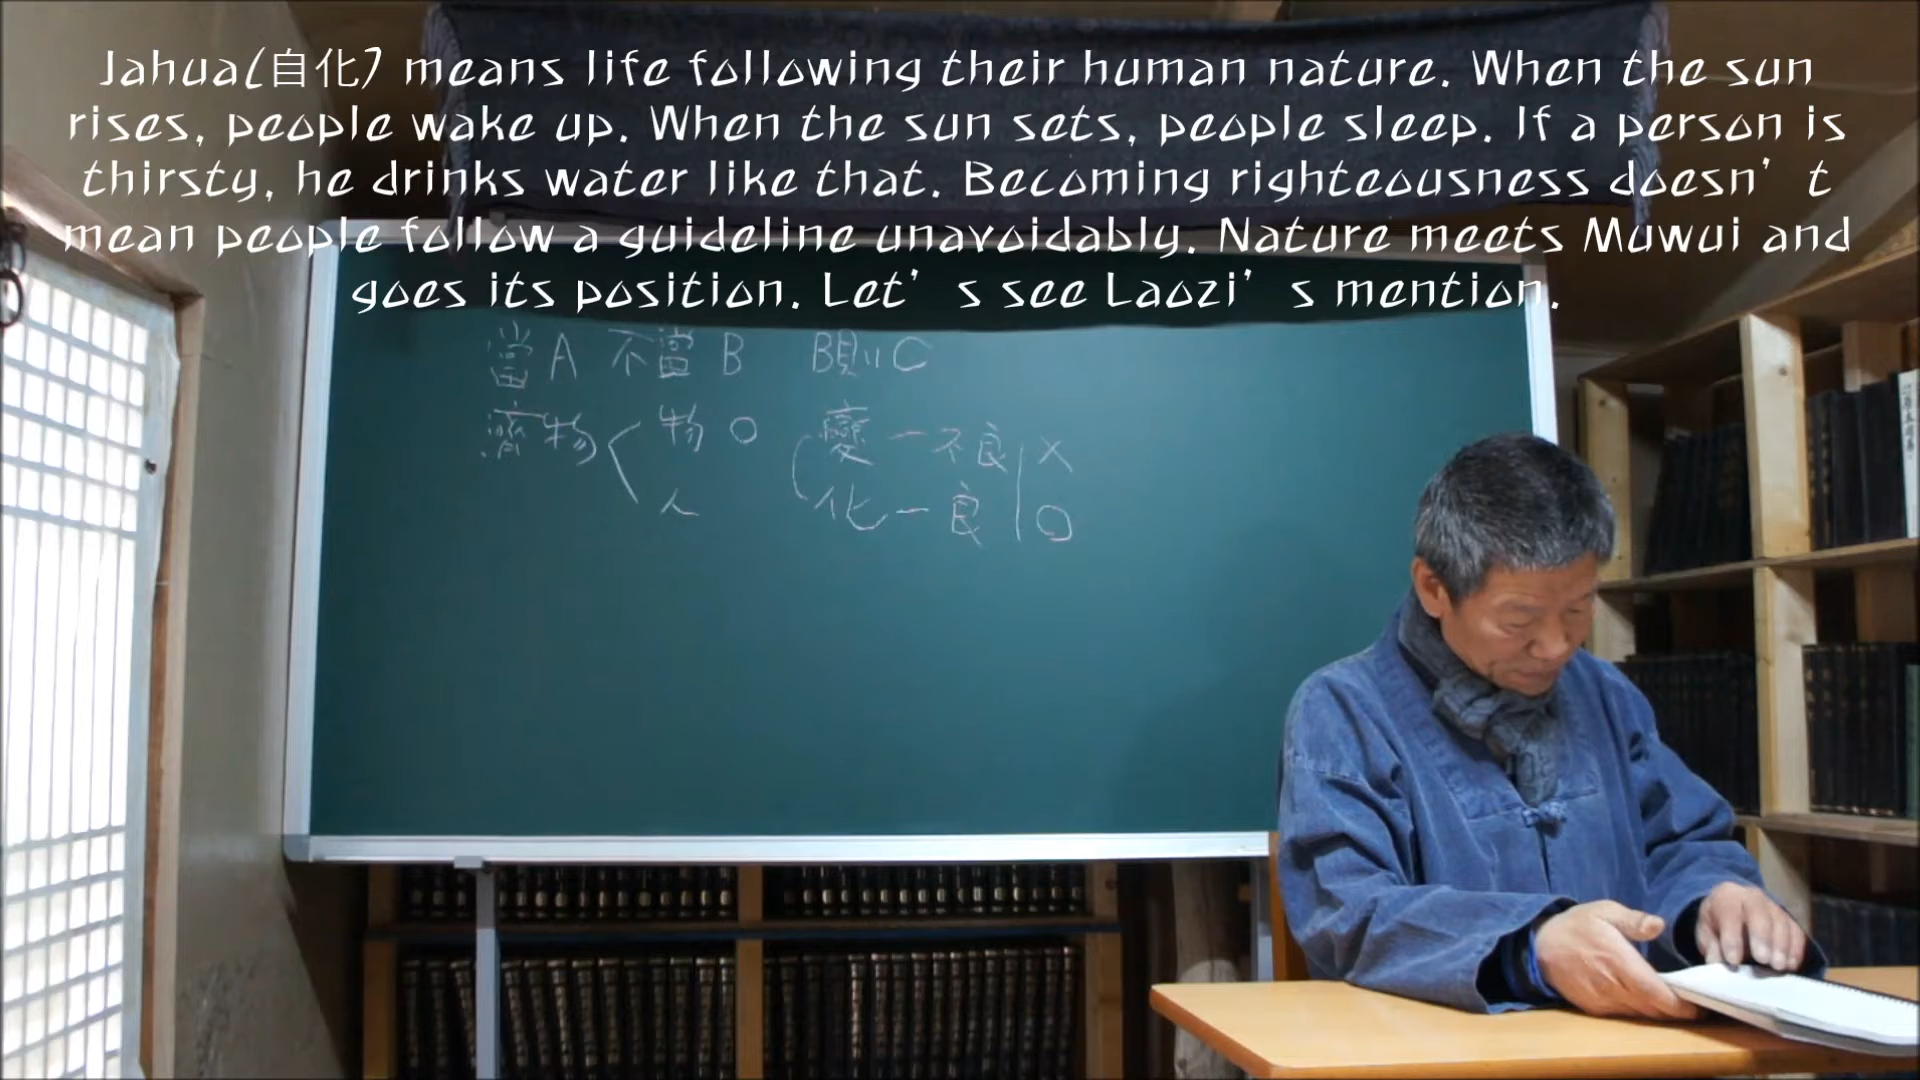 Jahua(自化) means life following their human nature. When the sun
rises, people wake up. When the sun sets, people sleep. If a person is
thirsty, he drinks water like that. Becoming righteousness doesn’t
mean people follow a guideline unavoidably. Nature meets Muwui and
goes its position. Let’s see Laozi’s mention.
當A 不當B C
濟物 物 O 變 一 不良 X
人 化 一 良 O